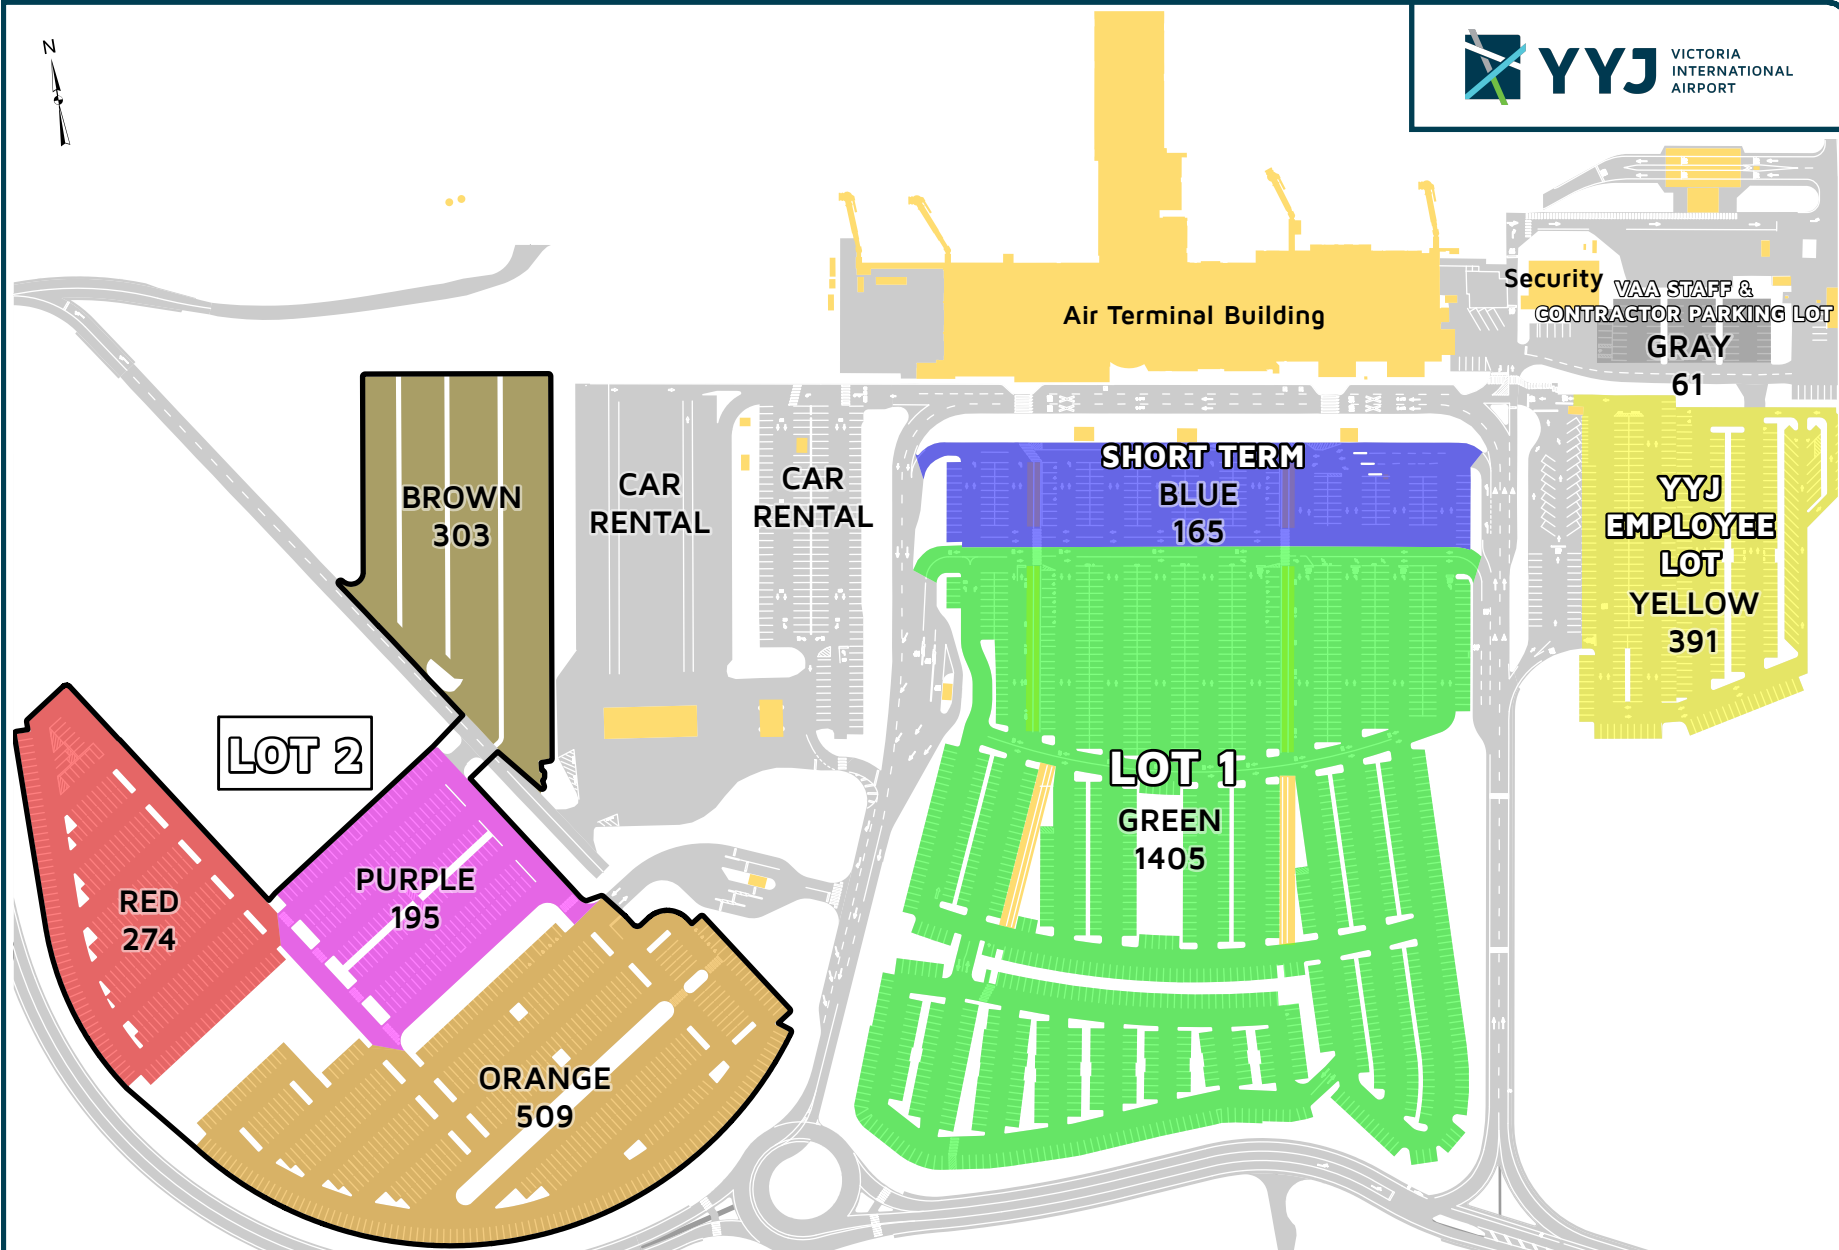 N
YYJ
VICTORIA
INTERNATIONAL
AIRPORT
Security
VAA STAFF &
CONTRACTOR PARKING LOT
GRAY
61
Air Terminal Building
BROWN
303
CAR
RENTAL
CAR
RENTAL
SHORT TERM
BLUE
165
YYJ
EMPLOYEE
LOT
YELLOW
391
LOT 2
LOT 1
GREEN
1405
RED
274
PURPLE
195
ORANGE
509